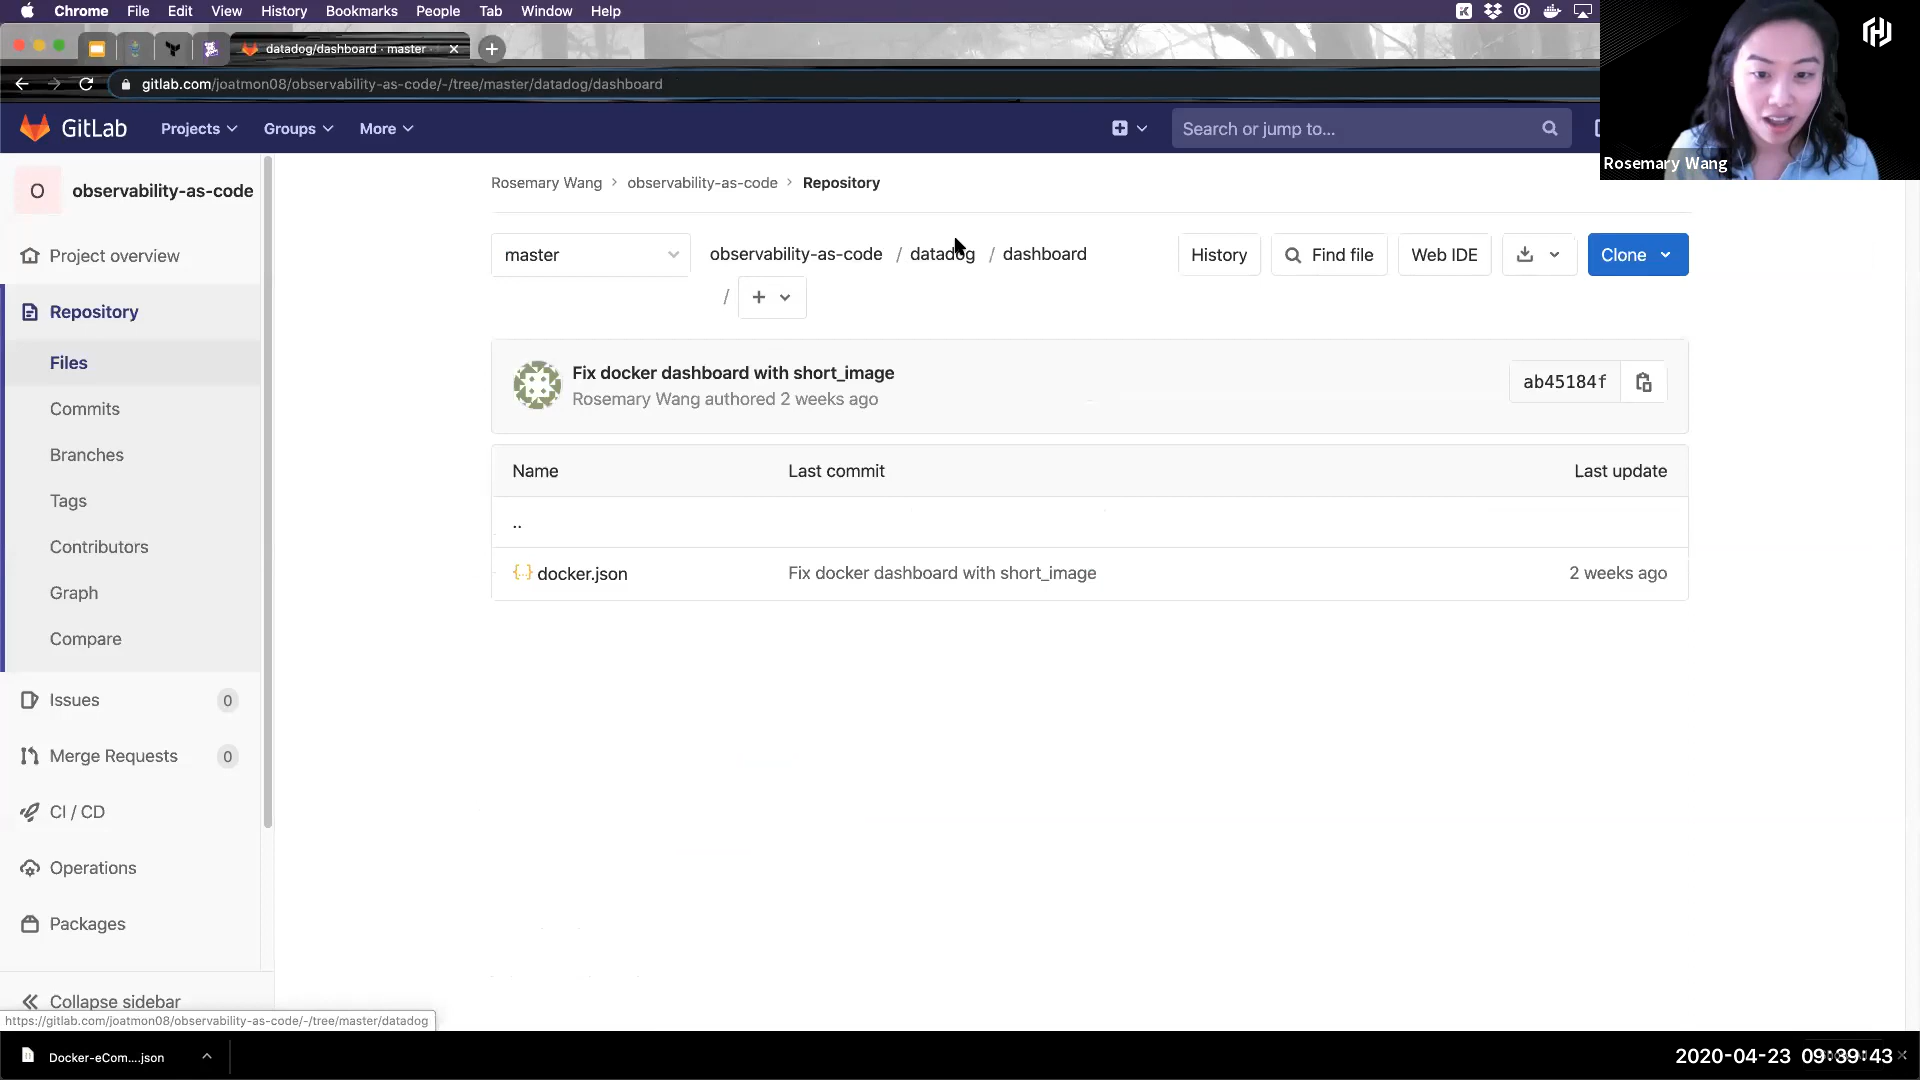 Chrome File Edit View History Bookmarks People Tab Window Help
datadog/dashboard · master ·
gitlab.com/joatmon08/observability-as-code/-/tree/master/datadog/dashboard
GitLab Projects Groups More Search or jump to...
Rosemary Wang
O observability-as-code
Project overview
Repository
Files
Commits
Branches
Tags
Contributors
Graph
Compare
Issues 0
Merge Requests 0
CI / CD
Operations
Packages
Collapse sidebar
Rosemary Wang > observability-as-code > Repository
master observability-as-code / datadog / dashboard History Find file Web IDE Clone
/ +
Fix docker dashboard with short_image
Rosemary Wang authored 2 weeks ago
ab45184f
Name Last commit Last update
..
{..} docker.json Fix docker dashboard with short_image 2 weeks ago
https://gitlab.com/joatmon08/observability-as-code/-/tree/master/datadog
Docker-eCom....json
2020-04-23 09:39:43